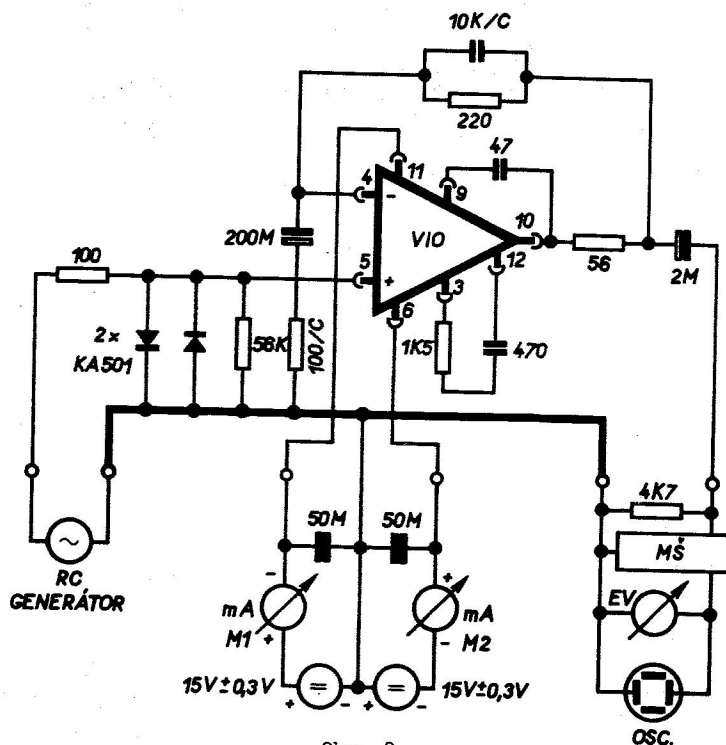 10K/C
220
11
47
4
-
9
10
VIO
200M
12
56
2M
100
5
+
3
6
2x
KA501
56K
100/C
1K5
470
50M
50M
4K7
MŠ
~
RC
GENERÁTOR
-
+
mA
M1
+
-
mA
M2
EV
15V±0,3V
+
=
-
+
=
-
15V±0,3V
OSC.